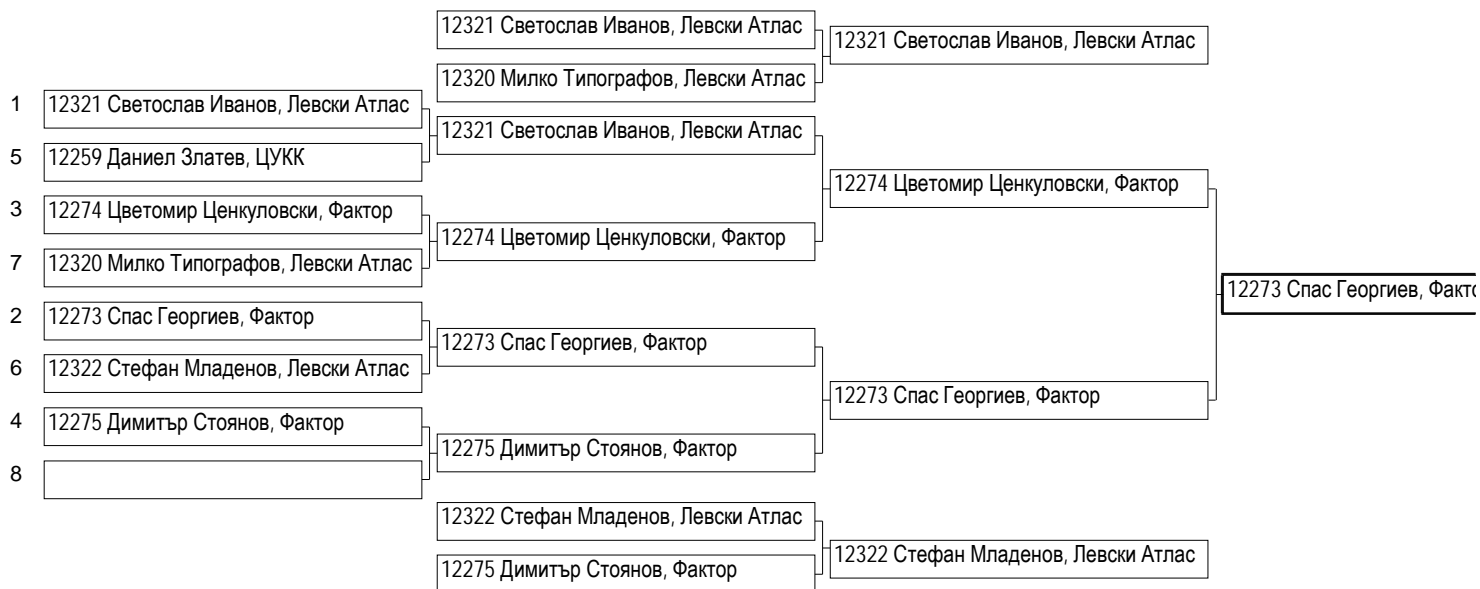 12321 Светослав Иванов, Левски Атлас
12321 Светослав Иванов, Левски Атлас
12320 Милко Типографов, Левски Атлас
1 12321 Светослав Иванов, Левски Атлас
12321 Светослав Иванов, Левски Атлас
5 12259 Даниел Златев, ЦУКК
12274 Цветомир Ценкуловски, Фактор
3 12274 Цветомир Ценкуловски, Фактор
12274 Цветомир Ценкуловски, Фактор
7 12320 Милко Типографов, Левски Атлас
12273 Спас Георгиев, Факто
2 12273 Спас Георгиев, Фактор
12273 Спас Георгиев, Фактор
6 12322 Стефан Младенов, Левски Атлас
12273 Спас Георгиев, Фактор
4 12275 Димитър Стоянов, Фактор
12275 Димитър Стоянов, Фактор
8
12322 Стефан Младенов, Левски Атлас
12322 Стефан Младенов, Левски Атлас
12275 Димитър Стоянов, Фактор